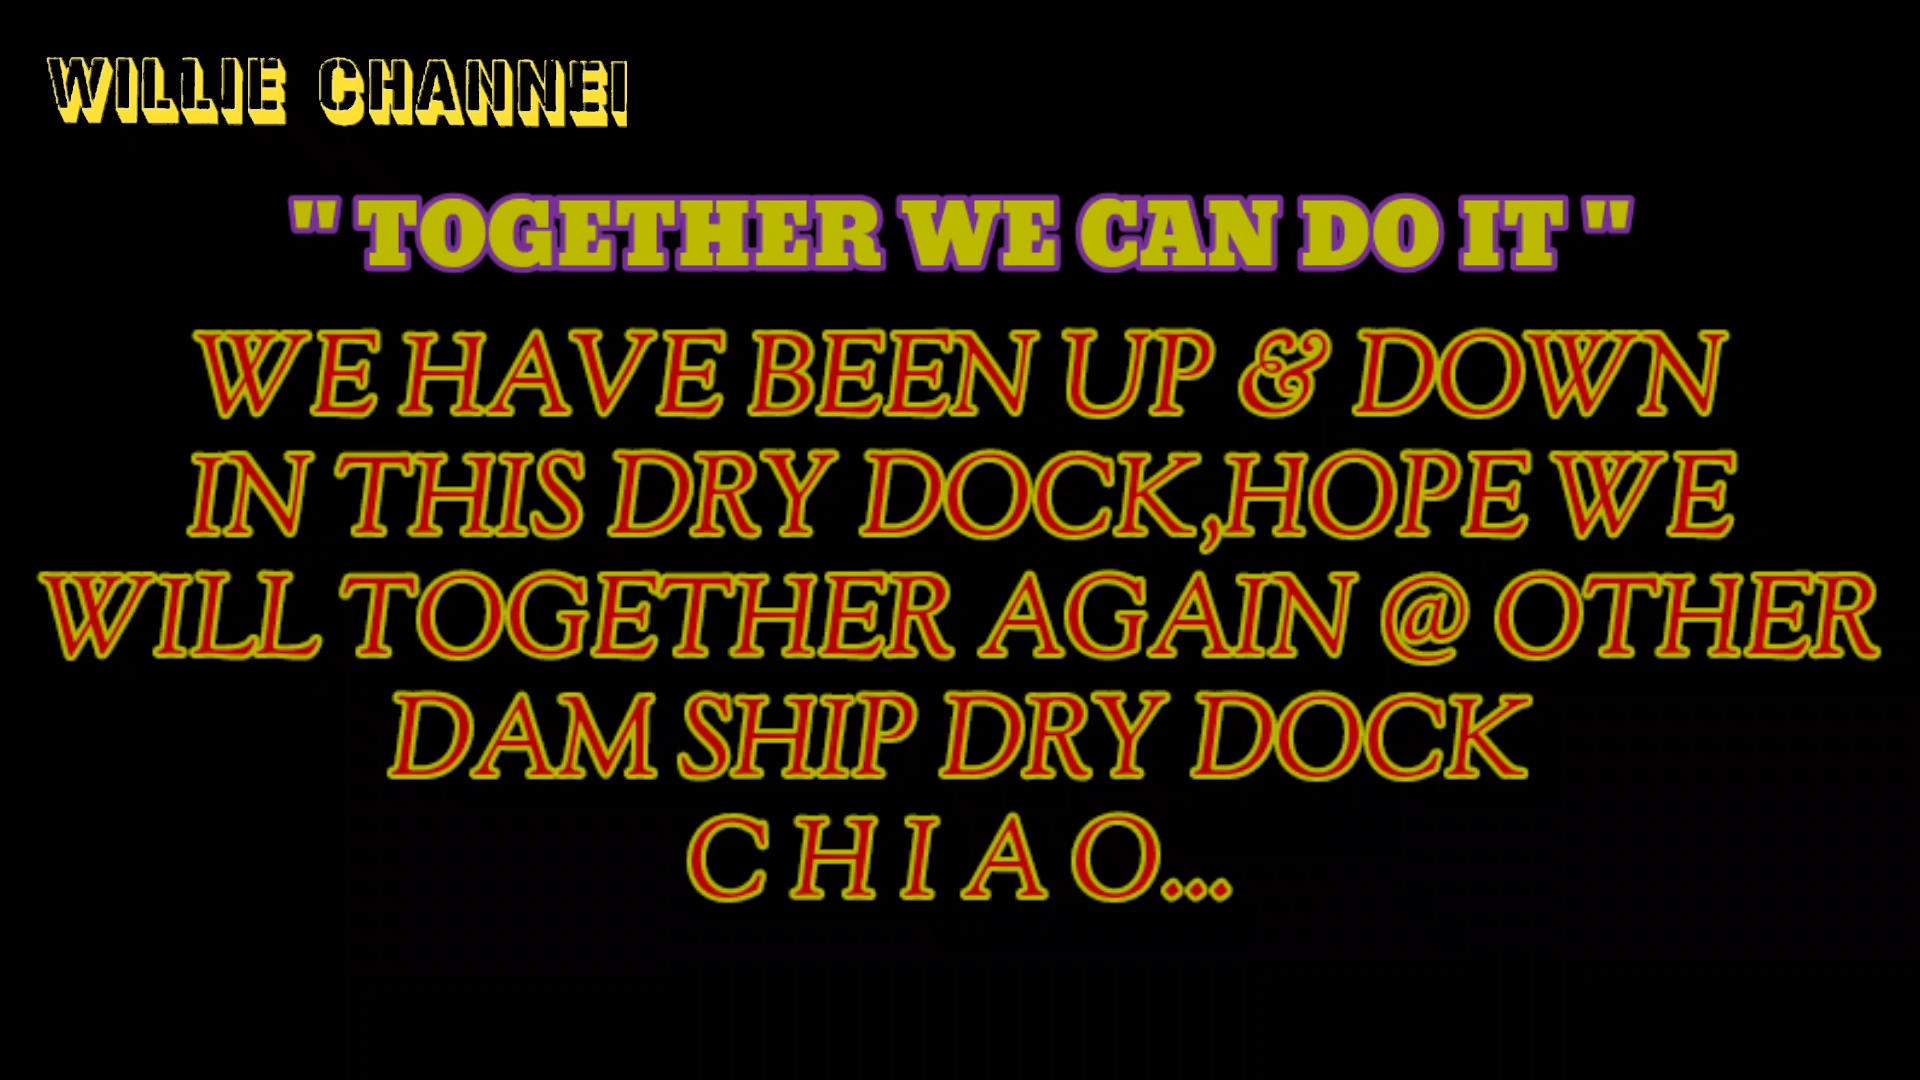 WILLIE CHANNEl
" TOGETHER WE CAN DO IT "
WE HAVE BEEN UP & DOWN
IN THIS DRY DOCK,HOPE WE
WILL TOGETHER AGAIN @ OTHER
DAM SHIP DRY DOCK
C H I A O...